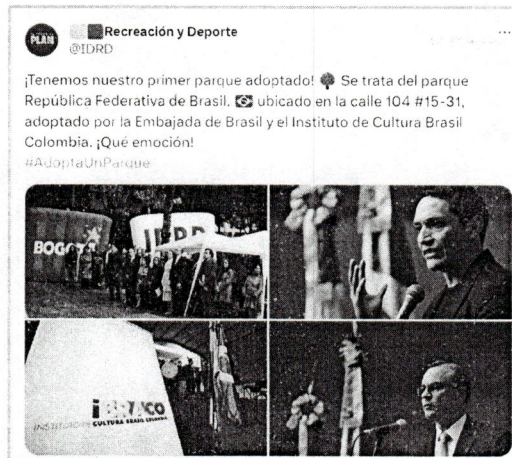 PLAN
Recreación y Deporte
@IDRD
¡Tenemos nuestro primer parque adoptado! Se trata del parque
República Federativa de Brasil, ubicado en la calle 104 #15-31,
adoptado por la Embajada de Brasil y el Instituto de Cultura Brasil
Colombia. ¡Qué emoción!
#AdoptaUnParque
BOGOTÁ
IDRD
INSTITUTO DE CULTURA BRASIL COLOMBIA